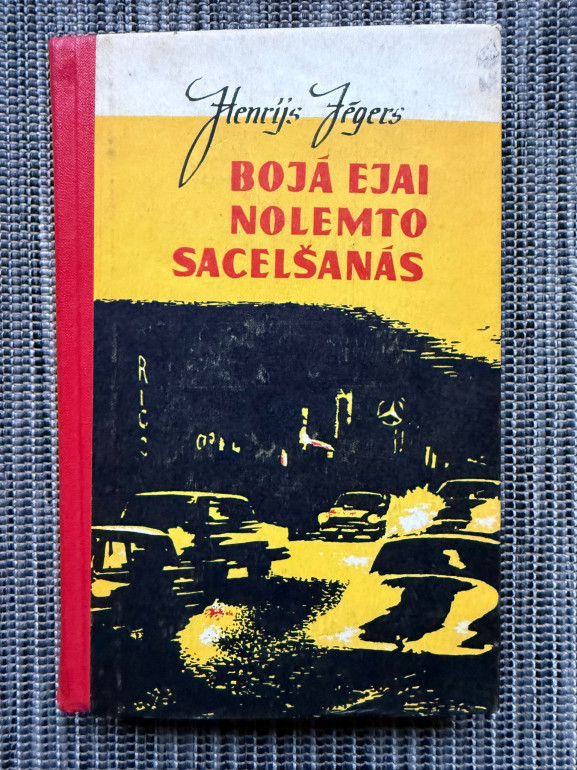 Henrijs Jēgers
BOJĀ EJAI
NOLEMTO
SACELŠANĀS